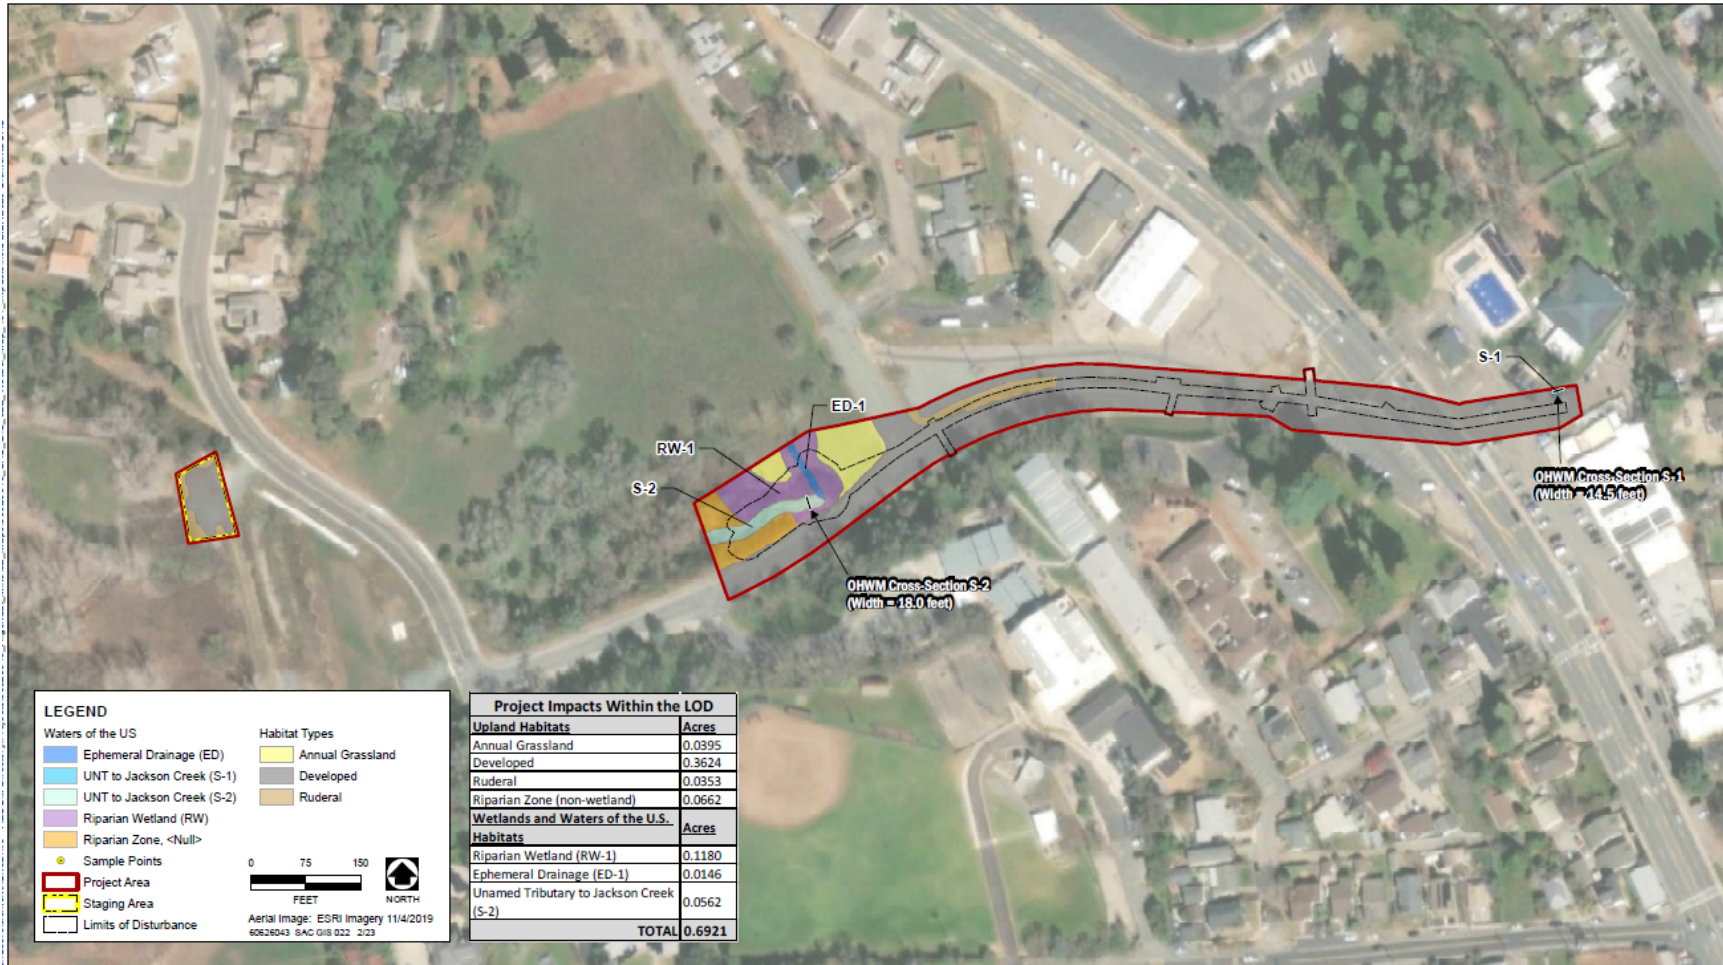 S-1
ED-1
RW-1
S-2
OHWM Cross-Section S-1
(Width = 14.5 feet)
OHWM Cross-Section S-2
(Width = 18.0 feet)
LEGEND
Waters of the US
Ephemeral Drainage (ED)
UNT to Jackson Creek (S-1)
UNT to Jackson Creek (S-2)
Riparian Wetland (RW)
Riparian Zone, <Null>
Sample Points
Project Area
Staging Area
Limits of Disturbance
Habitat Types
Annual Grassland
Developed
Ruderal
0 75 150
FEET
NORTH
Aerial Image: ESRI Imagery 11/4/2019
60626043 SAC GIS 022 2/23
Project Impacts Within the LOD
Upland Habitats Acres
Annual Grassland 0.0395
Developed 0.3624
Ruderal 0.0353
Riparian Zone (non-wetland) 0.0662
Wetlands and Waters of the U.S.
Habitats Acres
Riparian Wetland (RW-1) 0.1180
Ephemeral Drainage (ED-1) 0.0146
Unamed Tributary to Jackson Creek
(S-2) 0.0562
TOTAL 0.6921